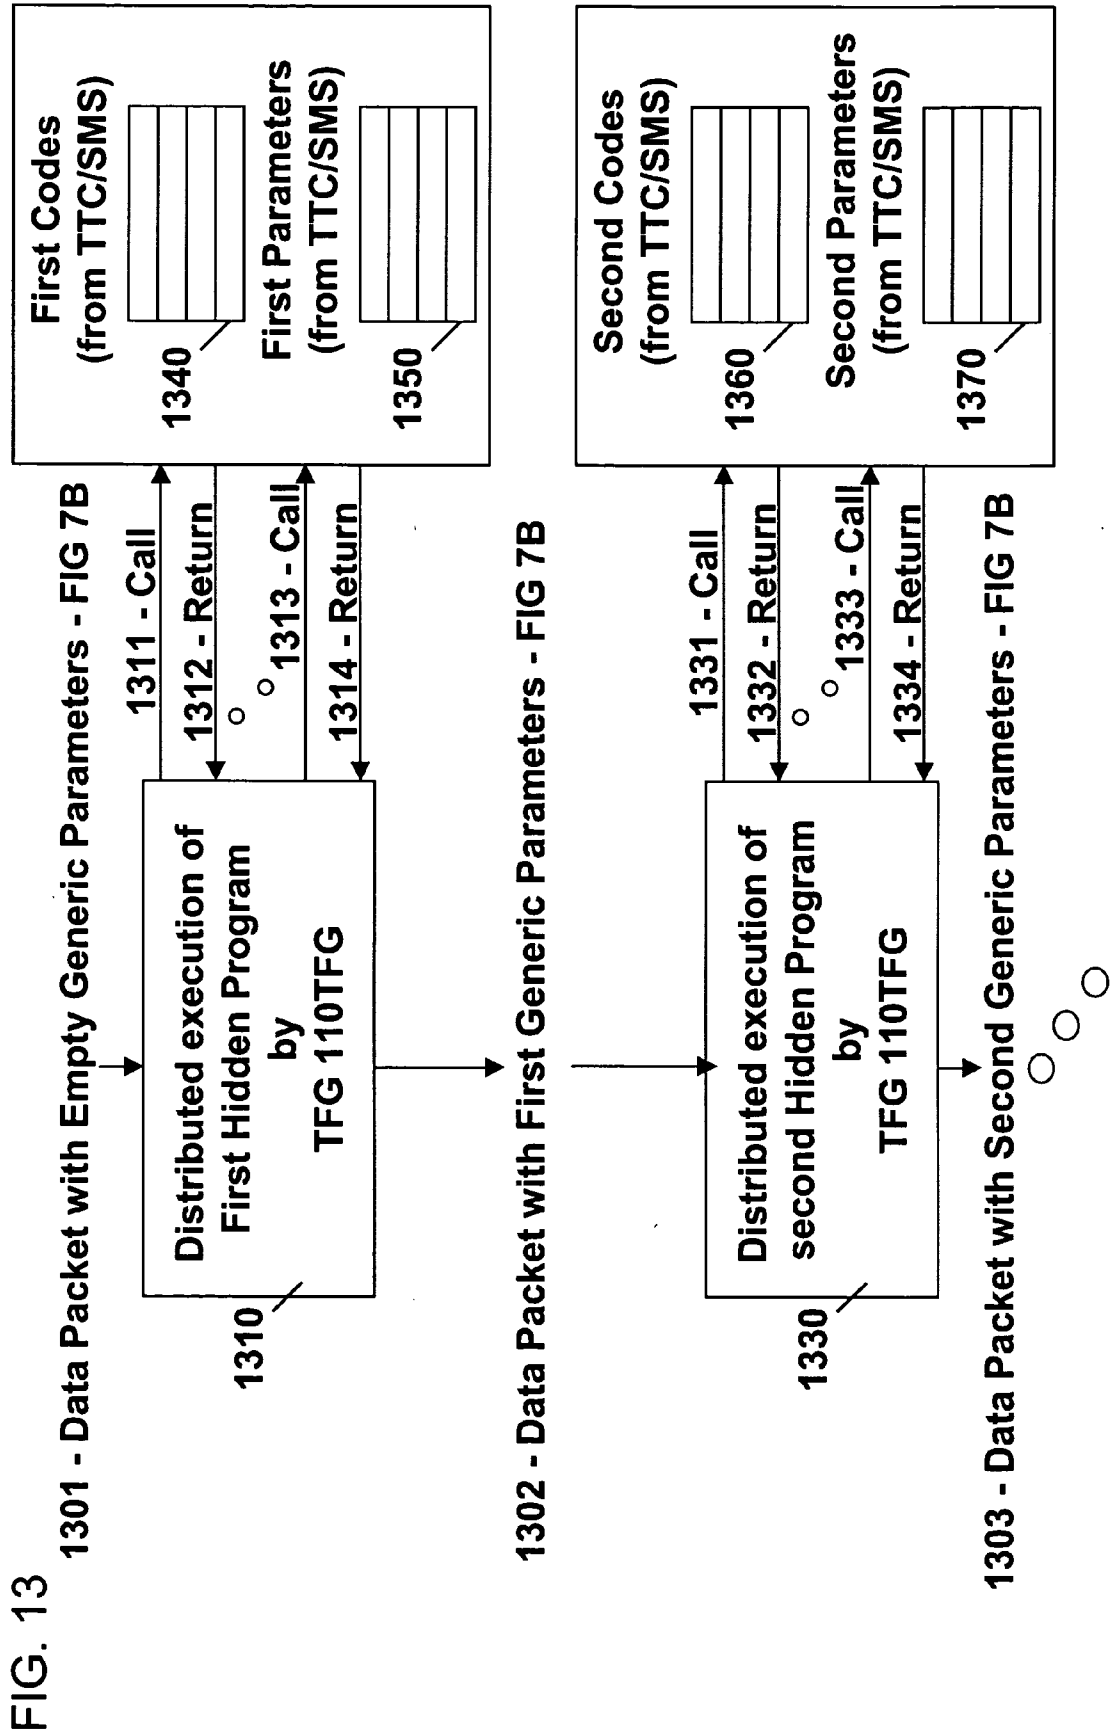 FIG. 13
1301 - Data Packet with Empty Generic Parameters - FIG 7B
Distributed execution of
First Hidden Program
by
TFG 110TFG
1310
1311 - Call
1312 - Return
1313 - Call
1314 - Return
First Codes
(from TTC/SMS)
1340
First Parameters
(from TTC/SMS)
1350
1302 - Data Packet with First Generic Parameters - FIG 7B
Distributed execution of
second Hidden Program
by
TFG 110TFG
1330
1331 - Call
1332 - Return
1333 - Call
1334 - Return
Second Codes
(from TTC/SMS)
1360
Second Parameters
(from TTC/SMS)
1370
1303 - Data Packet with Second Generic Parameters - FIG 7B